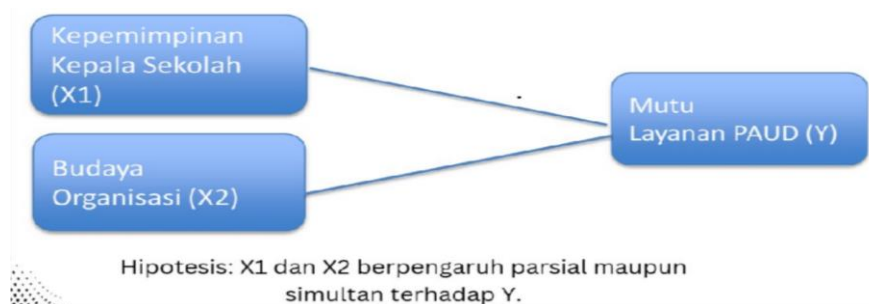 Kepemimpinan
Kepala Sekolah
(X1)
Budaya
Organisasi (X2)
Mutu
Layanan PAUD (Y)
Hipotesis: X1 dan X2 berpengaruh parsial maupun
simultan terhadap Y.